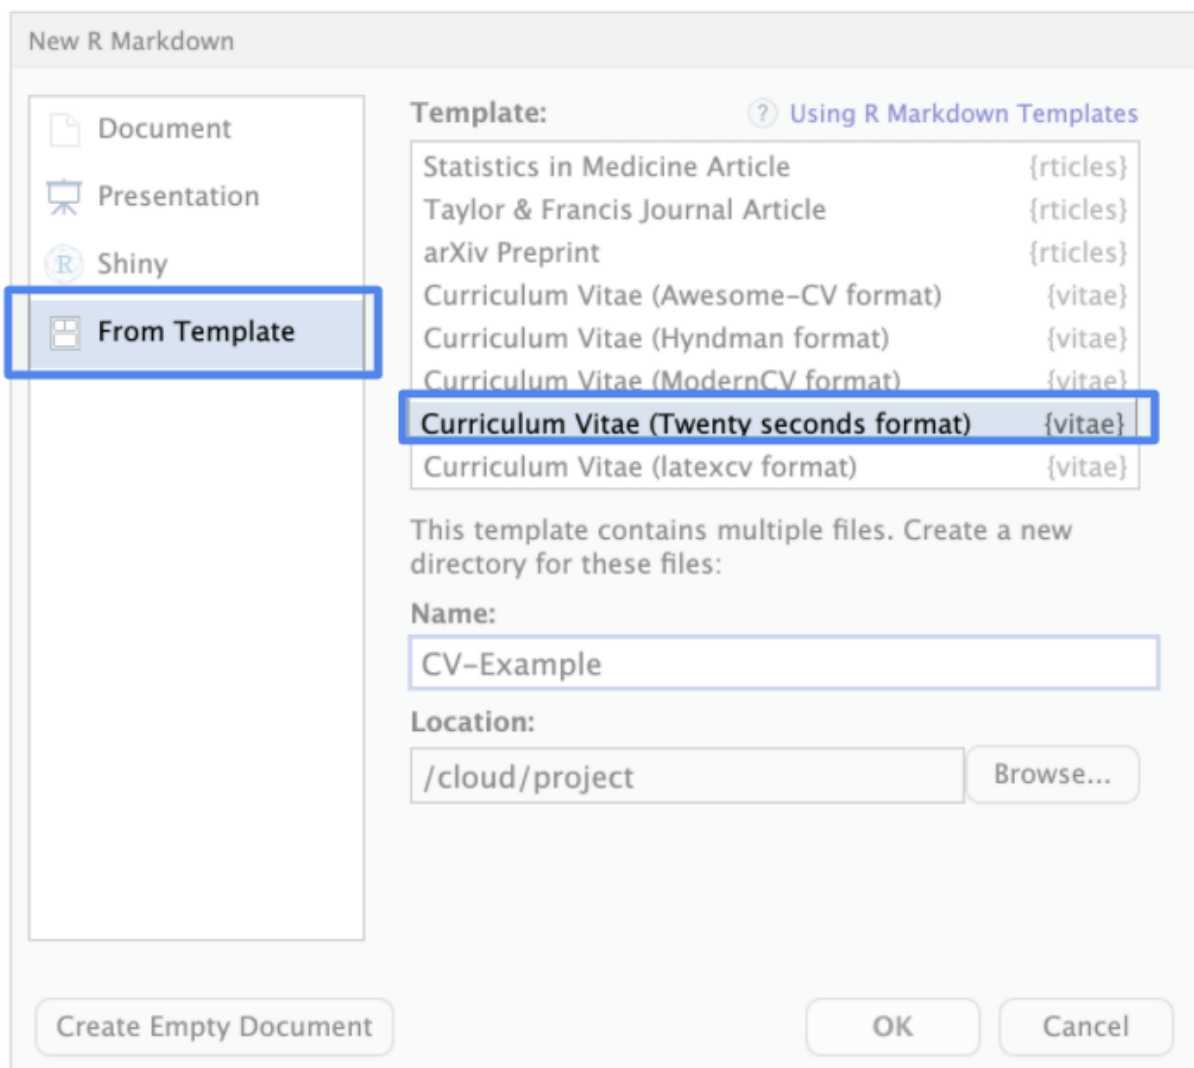 New R Markdown
Document
Presentation
R
Shiny
From Template
Template:
? Using R Markdown Templates
Statistics in Medicine Article {rticles}
Taylor & Francis Journal Article {rticles}
arXiv Preprint {rticles}
Curriculum Vitae (Awesome-CV format) {vitae}
Curriculum Vitae (Hyndman format) {vitae}
Curriculum Vitae (ModernCV format) {vitae}
Curriculum Vitae (Twenty seconds format) {vitae}
Curriculum Vitae (latexcv format) {vitae}
This template contains multiple files. Create a new
directory for these files:
Name:
CV-Example
Location:
/cloud/project
Browse...
Create Empty Document
OK
Cancel